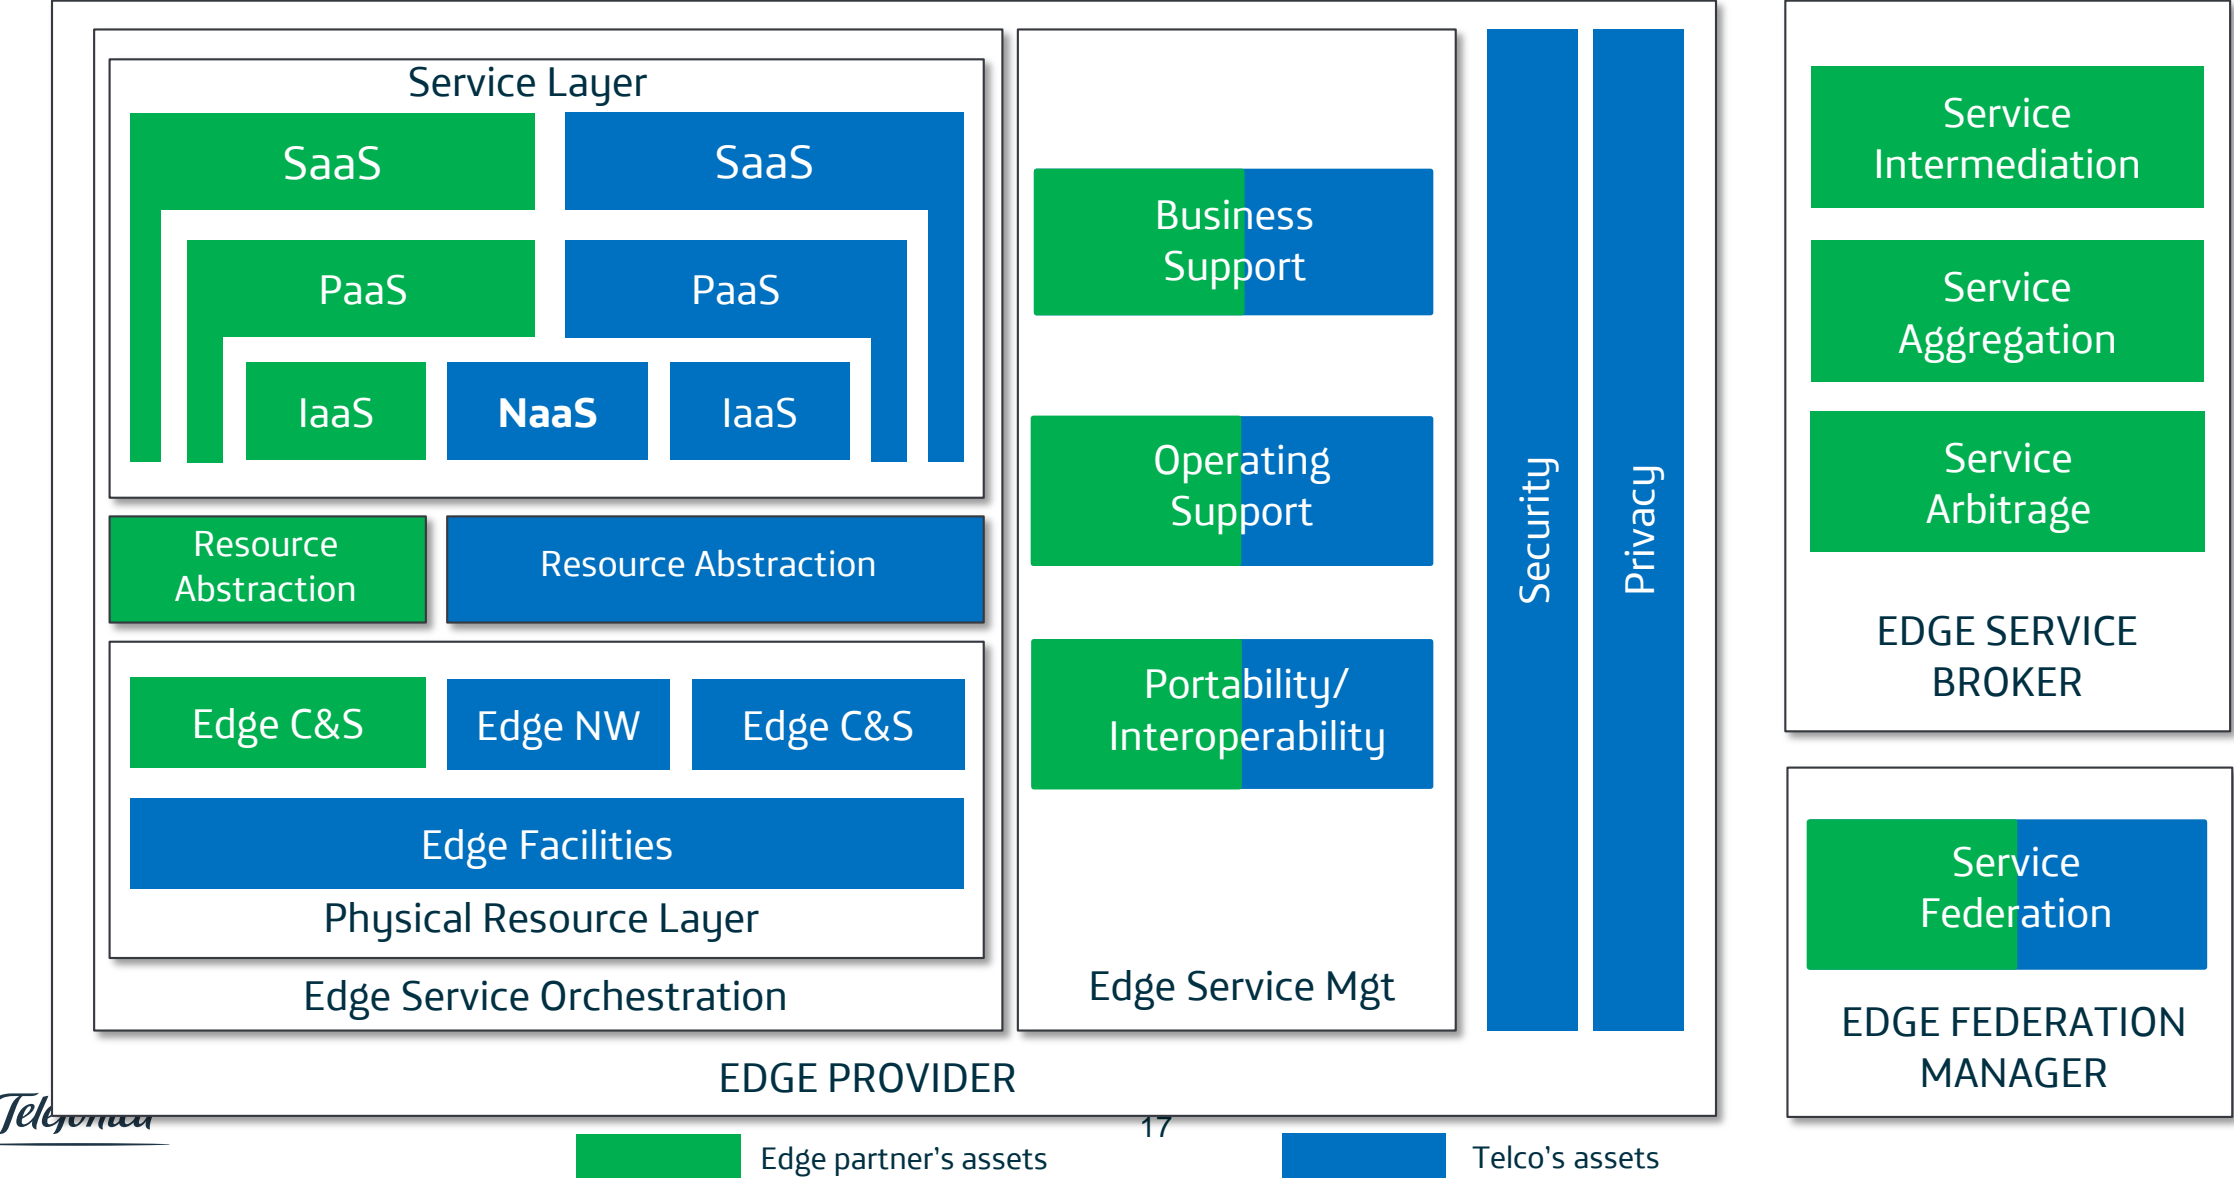 Service Layer
SaaS
SaaS
PaaS
PaaS
IaaS
NaaS
IaaS
Resource
Abstraction
Resource Abstraction
Edge C&S
Edge NW
Edge C&S
Edge Facilities
Physical Resource Layer
Edge Service Orchestration
Business
Support
Operating
Support
Portability/
Interoperability
Edge Service Mgt
Security
Privacy
EDGE PROVIDER
Service
Intermediation
Service
Aggregation
Service
Arbitrage
EDGE SERVICE
BROKER
Service
Federation
EDGE FEDERATION
MANAGER
Telefónica
17
Edge partner's assets
Telco's assets